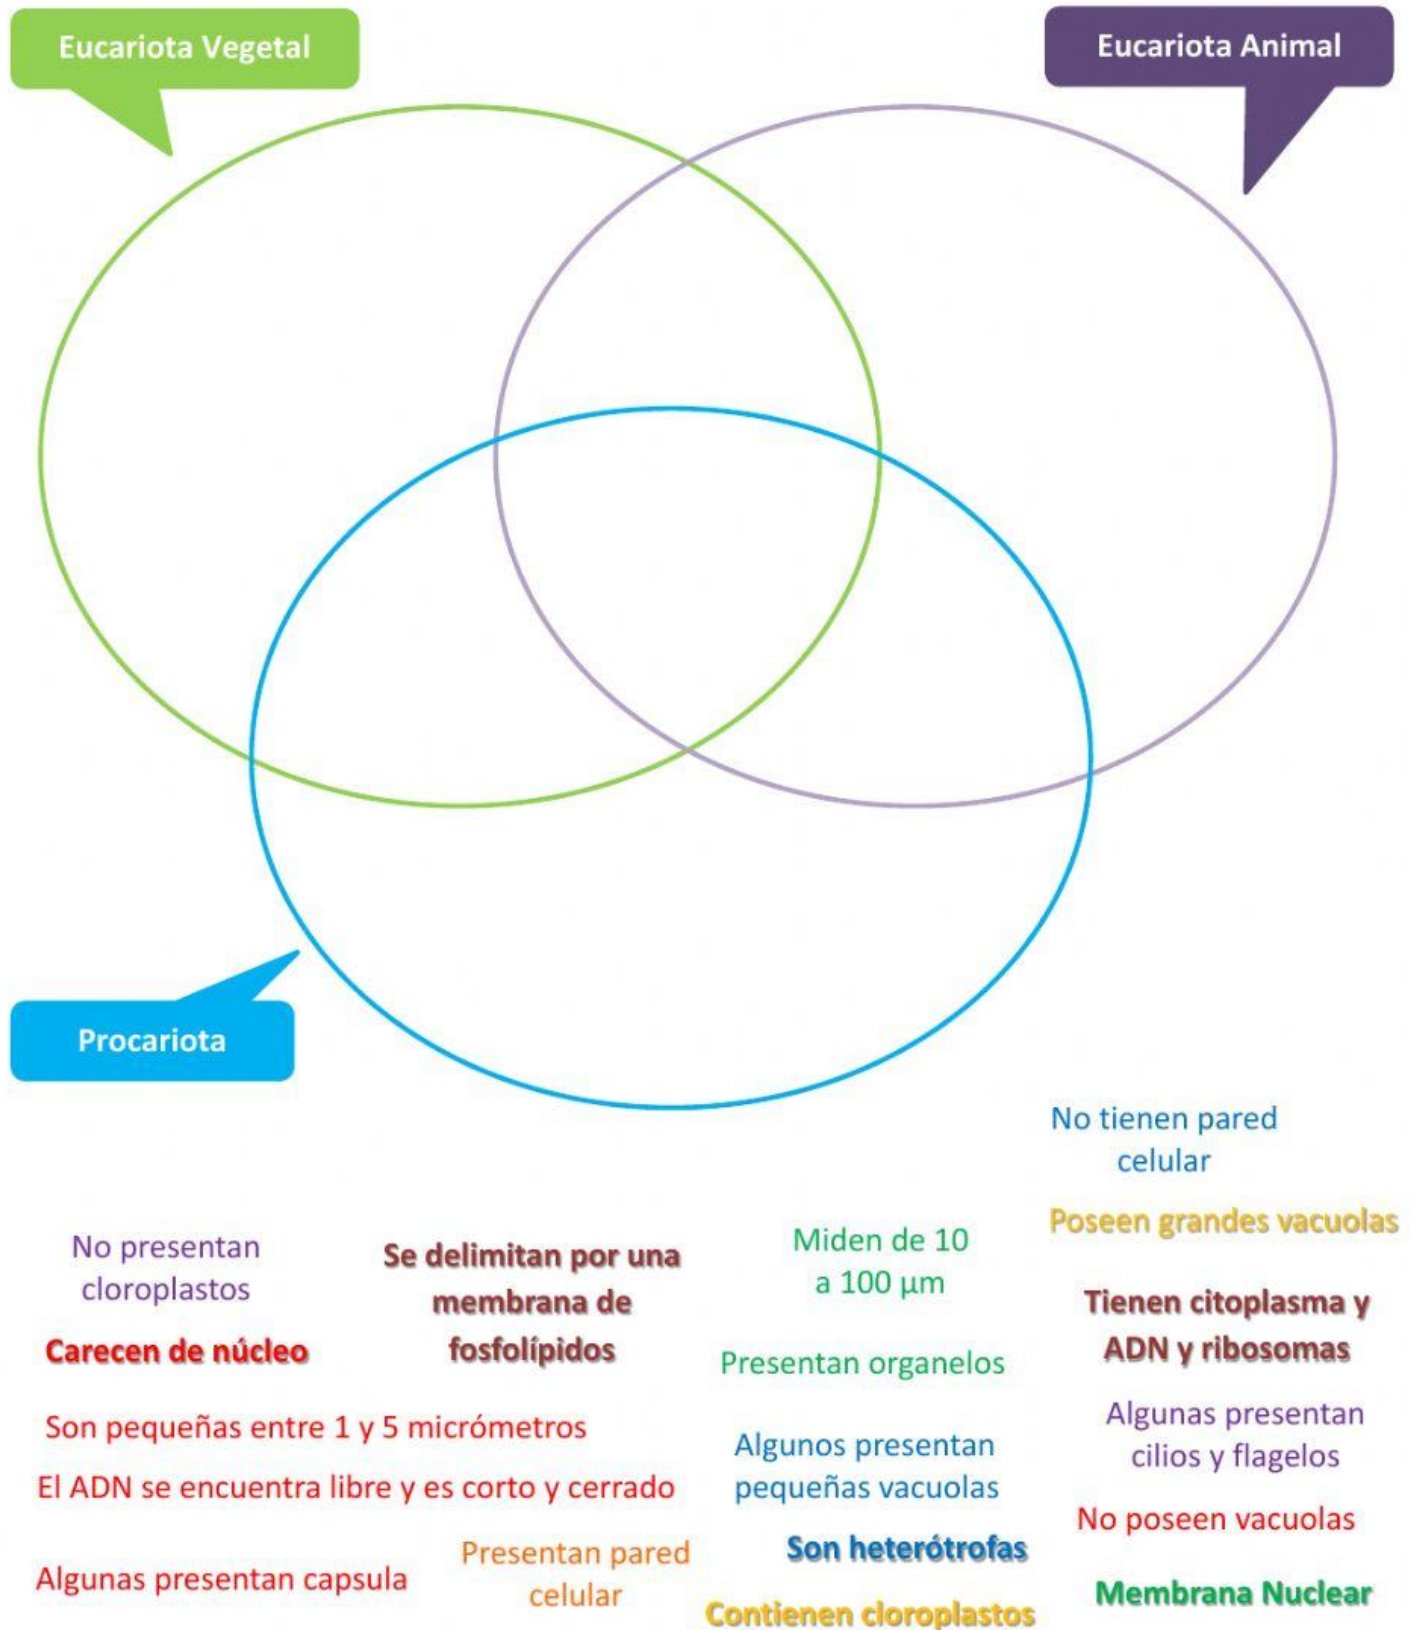 Eucariota Vegetal
Eucariota Animal
Procariota
No tienen pared
celular
Poseen grandes vacuolas
No presentan
cloroplastos
Se delimitan por una
membrana de
fosfolípidos
Miden de 10
a 100 µm
Tienen citoplasma y
ADN y ribosomas
Carecen de núcleo
Presentan organelos
Son pequeñas entre 1 y 5 micrómetros
Algunas presentan
cilios y flagelos
Algunos presentan
pequeñas vacuolas
El ADN se encuentra libre y es corto y cerrado
No poseen vacuolas
Son heterótrofas
Presentan pared
celular
Algunas presentan capsula
Membrana Nuclear
Contienen cloroplastos